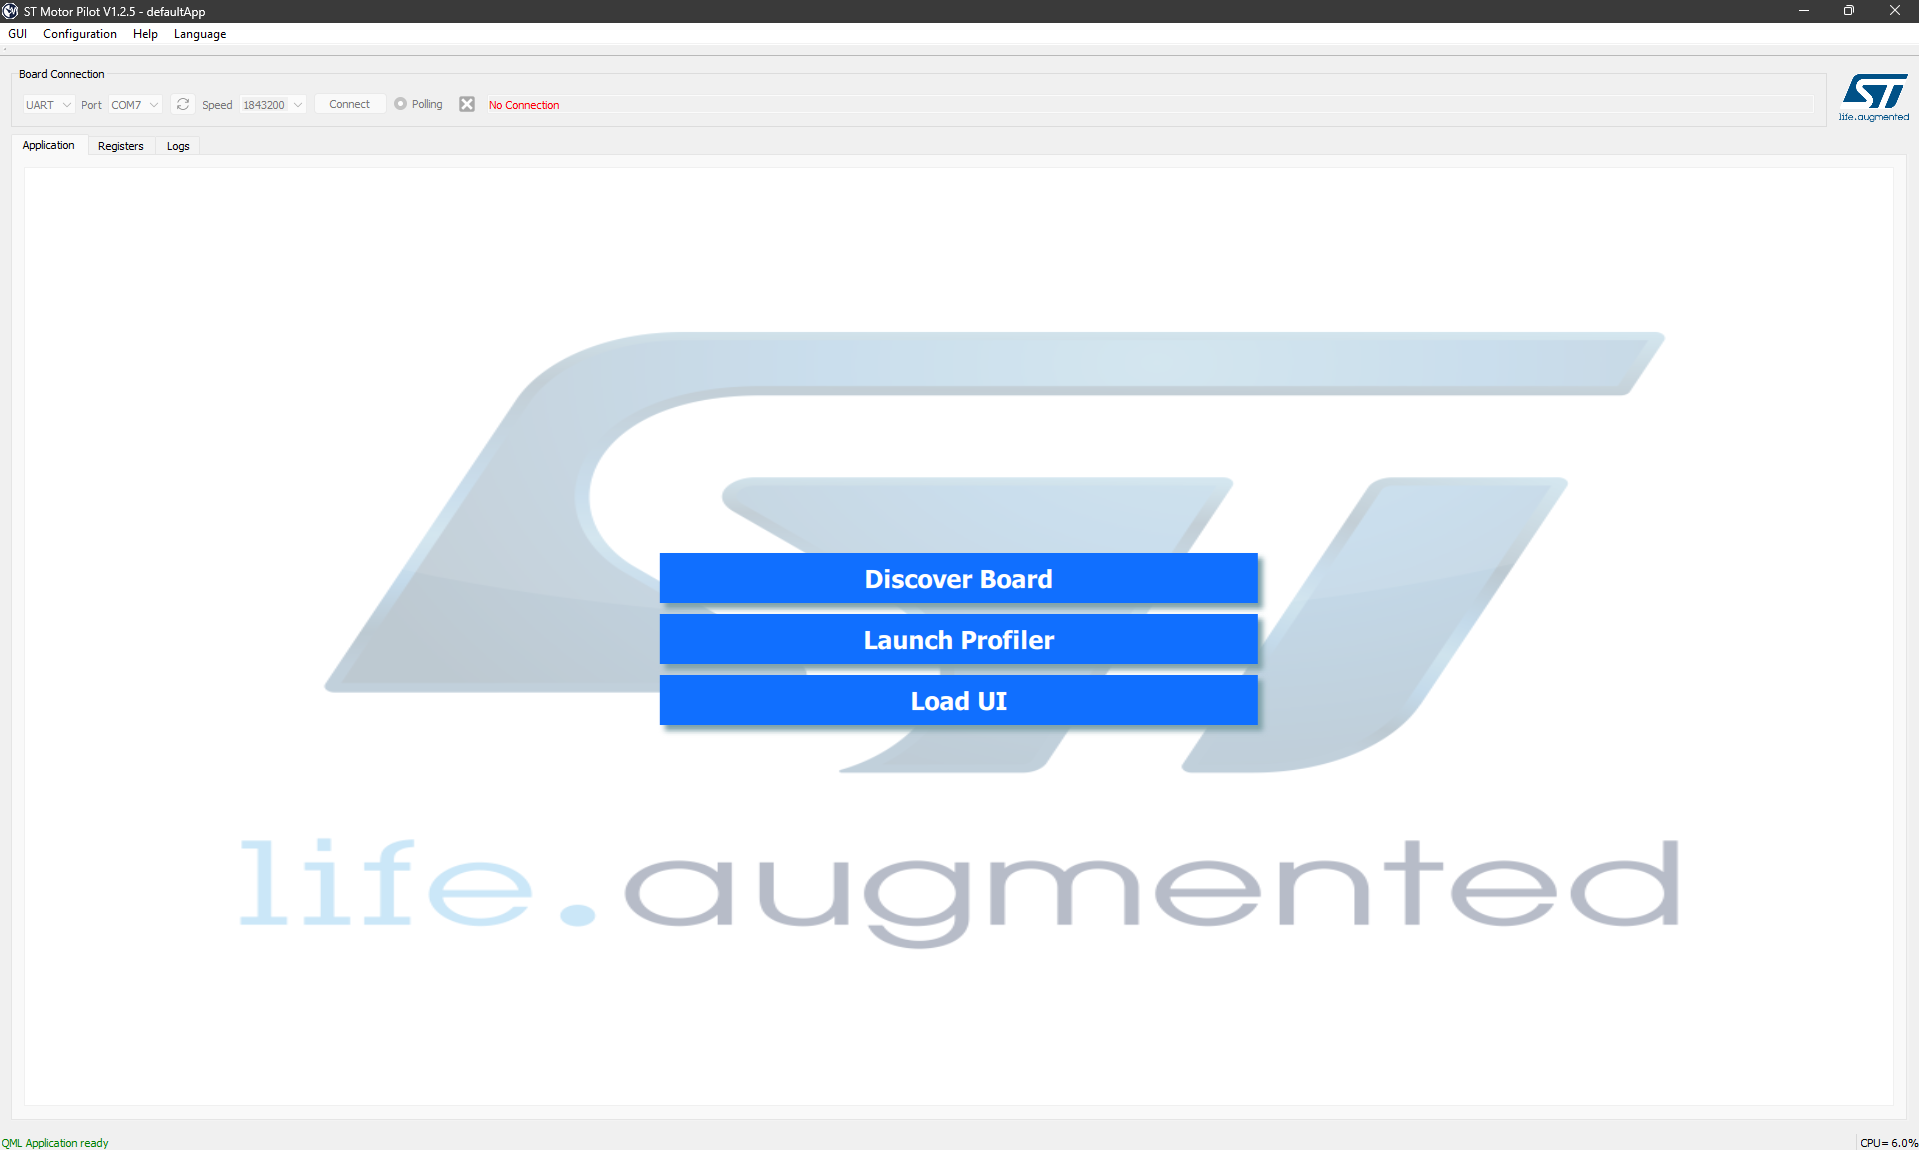 ST Motor Pilot V1.2.5 - defaultApp
GUI Configuration Help Language
Board Connection
UART Port COM7 Speed 1843200 Connect Polling No Connection
ST
life.augmented
Application Registers Logs
Discover Board
Launch Profiler
Load UI
life.augmented
QML Application ready
CPU= 6.0%